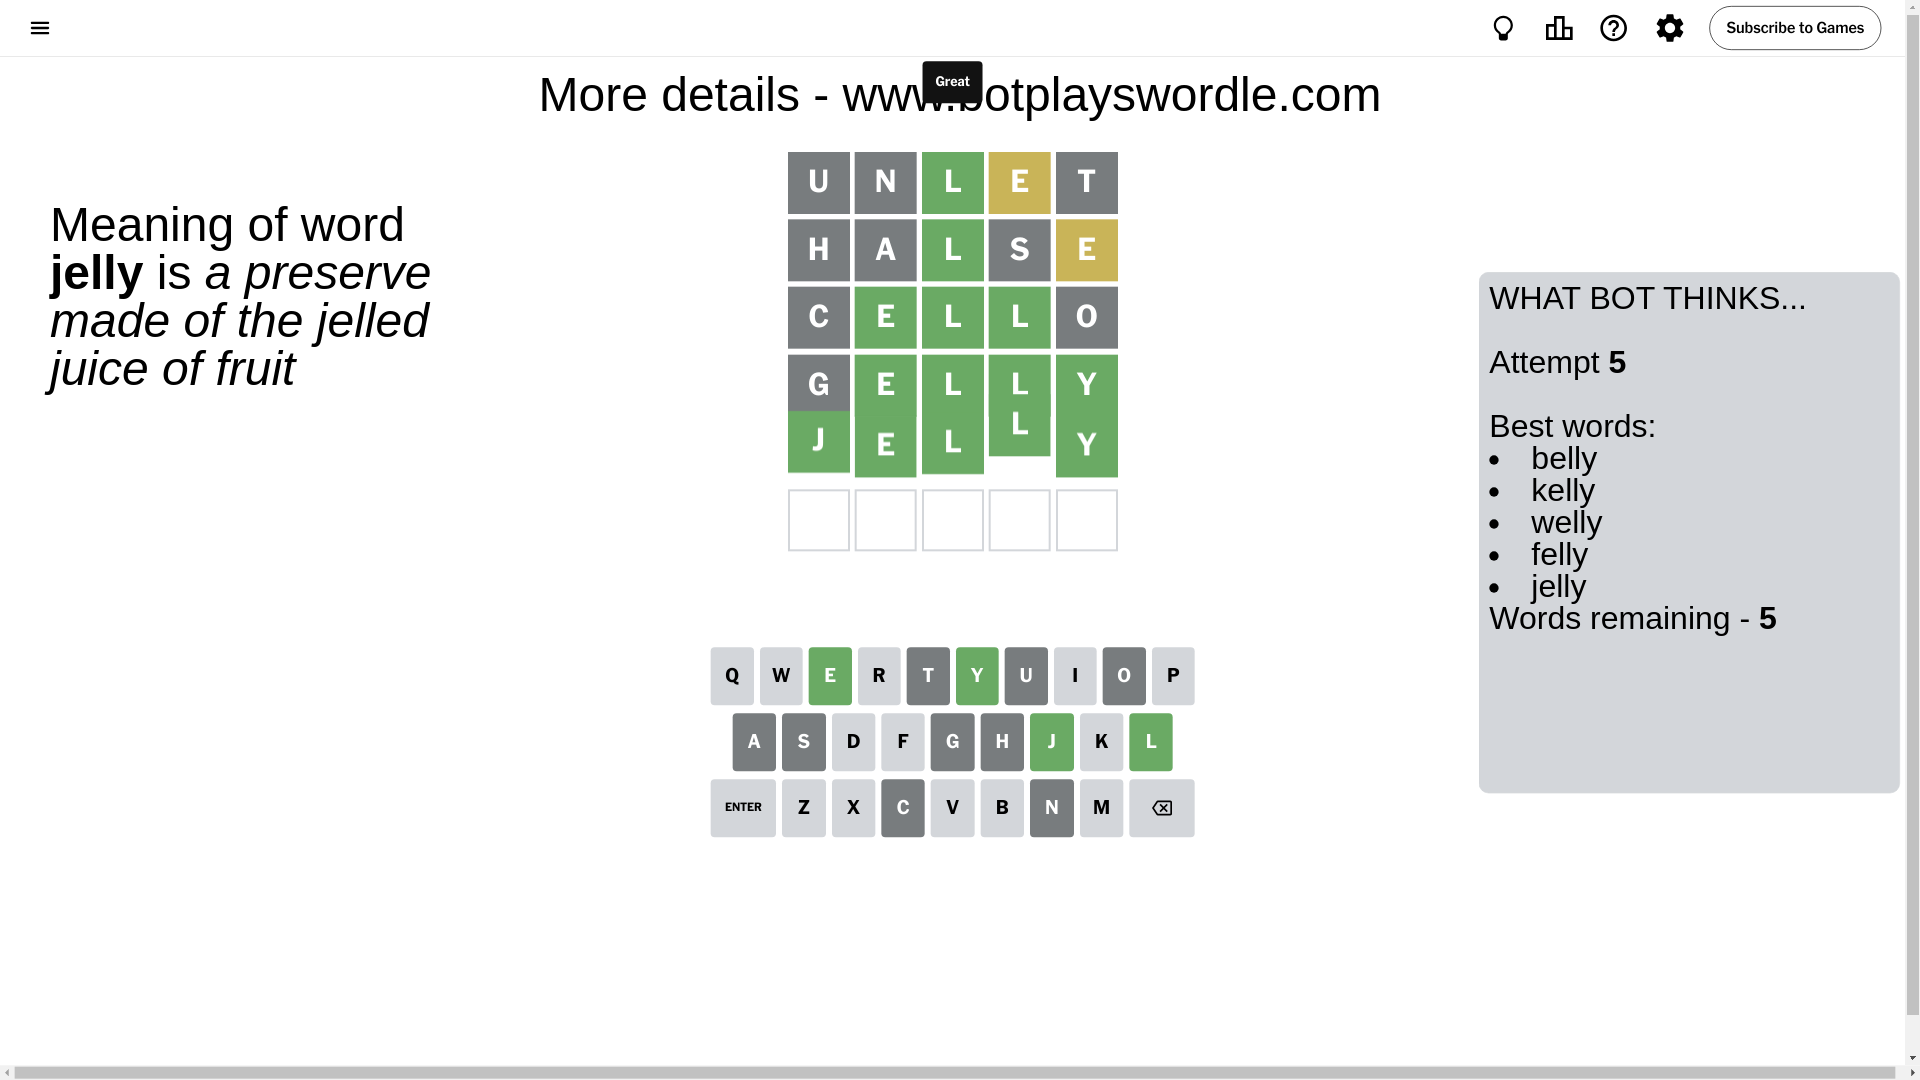 Subscribe to Games
Great
More details - www.botplayswordle.com
Meaning of word
jelly is a preserve
made of the jelled
juice of fruit
U N L E T
H A L S E
C E L L O
G E L L Y
J E L L Y
WHAT BOT THINKS...
Attempt 5
Best words:
• belly
• kelly
• welly
• felly
• jelly
Words remaining - 5
Q W E R T Y U I O P
A S D F G H J K L
ENTER Z X C V B N M